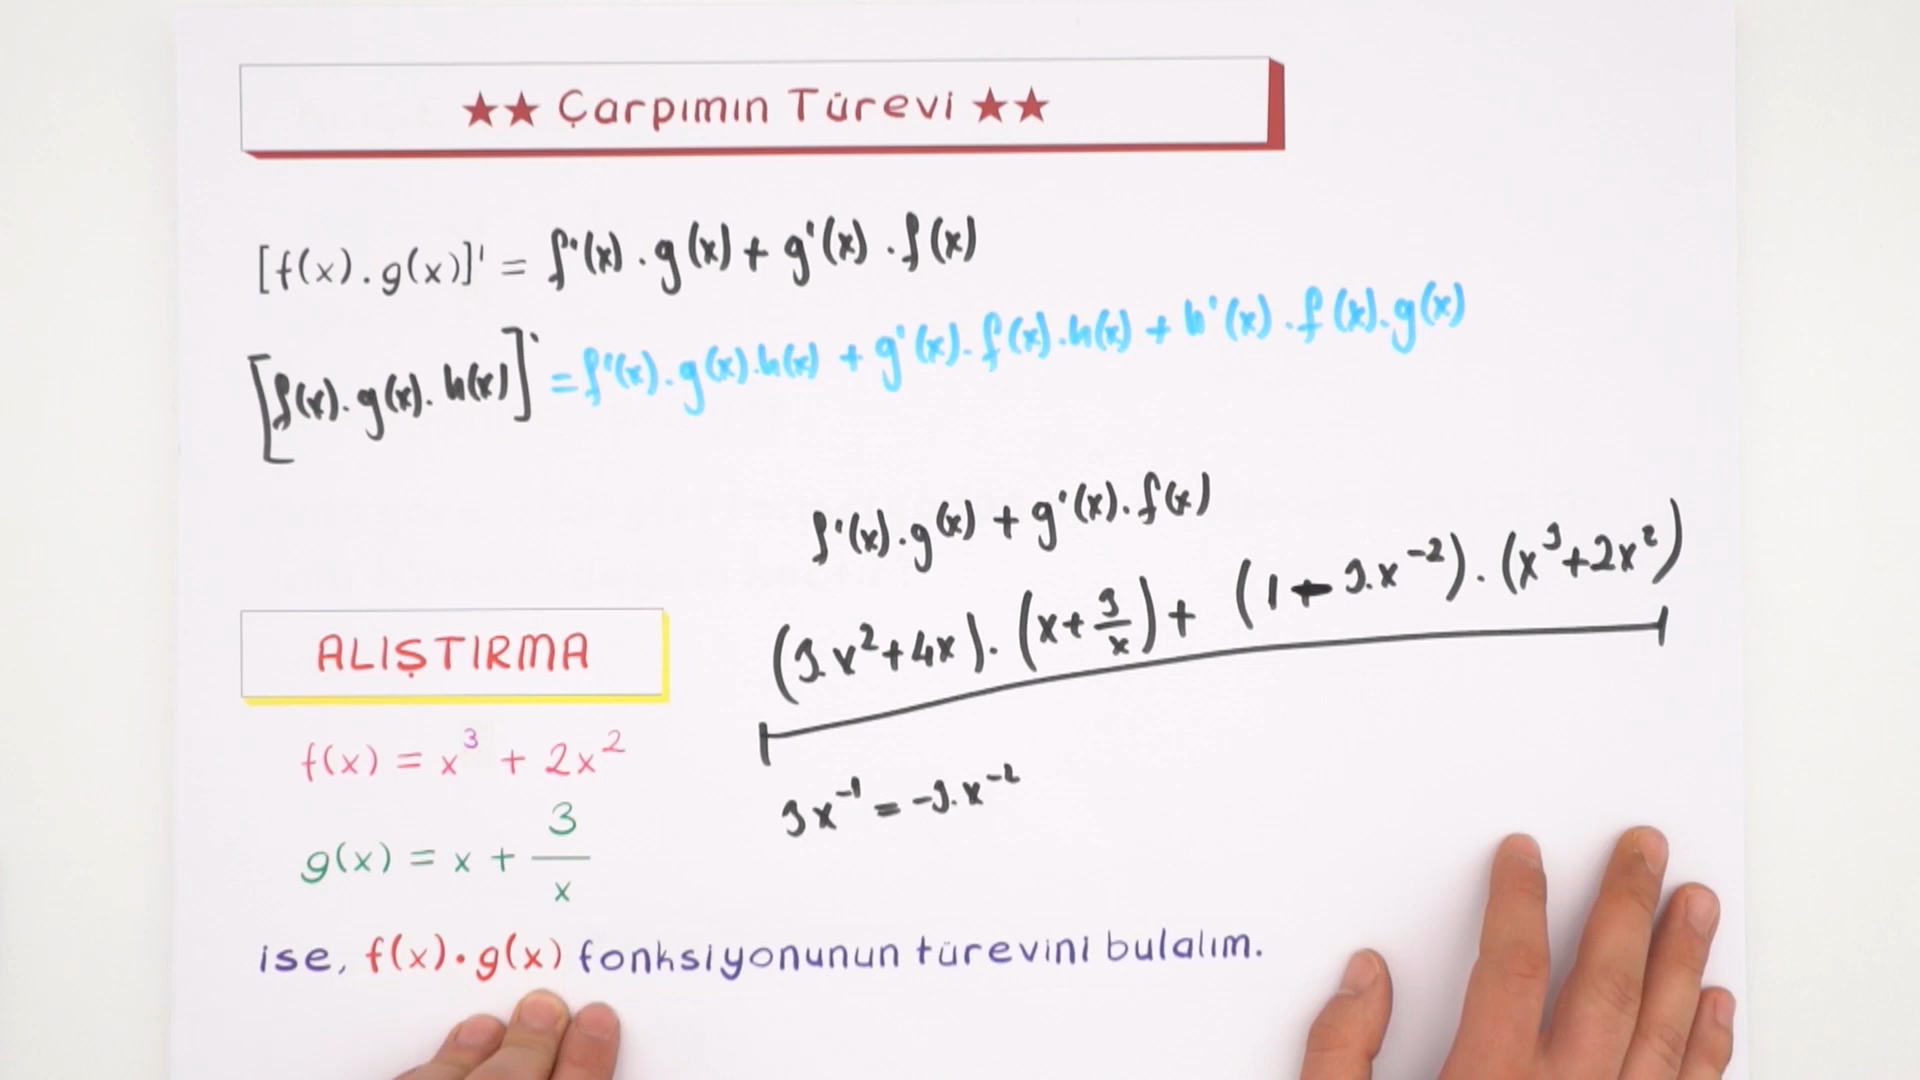 ★★ Çarpımın Türevi ★★
[f(x).g(x)]' = f'(x).g(x) + g'(x).f(x)
[f(x).g(x).h(x)]' = f'(x).g(x).h(x) + g'(x).f(x).h(x) + h'(x).f(x).g(x)
f'(x).g(x) + g'(x).f(x)
(3x²+4x).(x+3/x) + (1-3.x⁻²).(x³+2x²)
3x⁻¹ = -3.x⁻²
ALIŞTIRMA
f(x) = x³ + 2x²
g(x) = x + 3/x
ise, f(x).g(x) fonksiyonunun türevini bulalım.